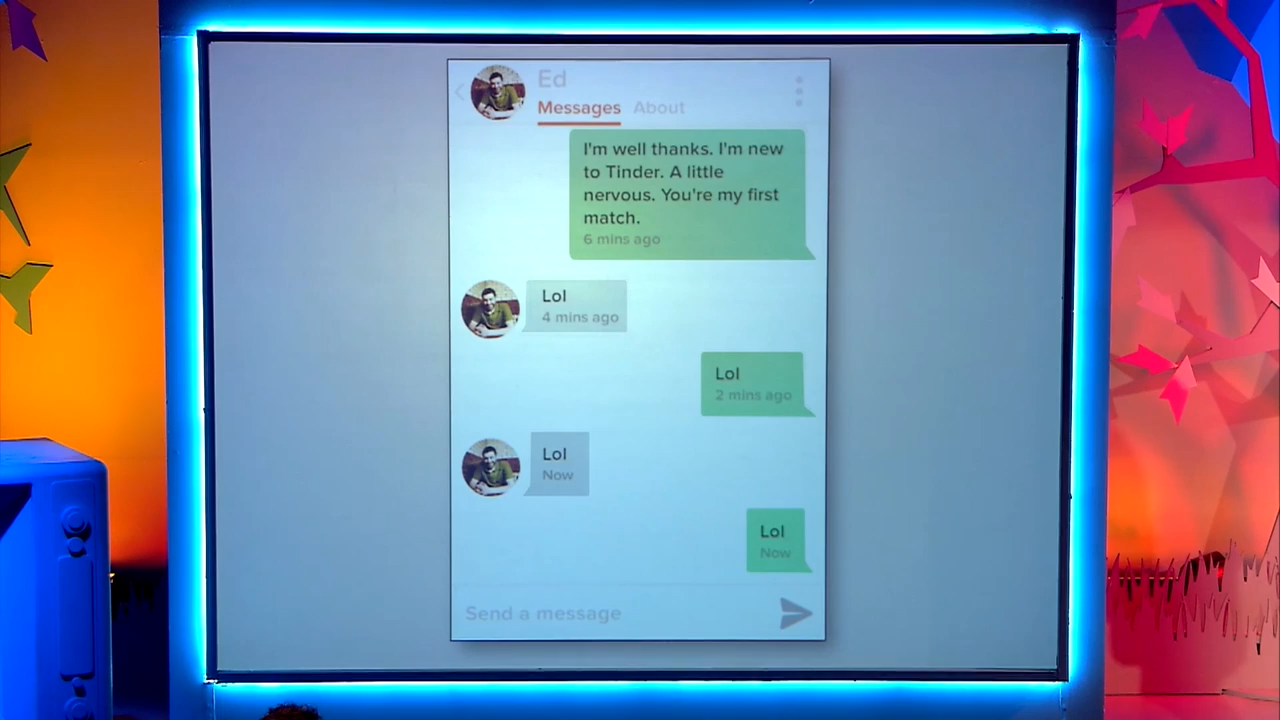 Ed
Messages About
I'm well thanks. I'm new
to Tinder. A little
nervous. You're my first
match.
6 mins ago
Lol
4 mins ago
Lol
2 mins ago
Lol
Now
Lol
Now
Send a message